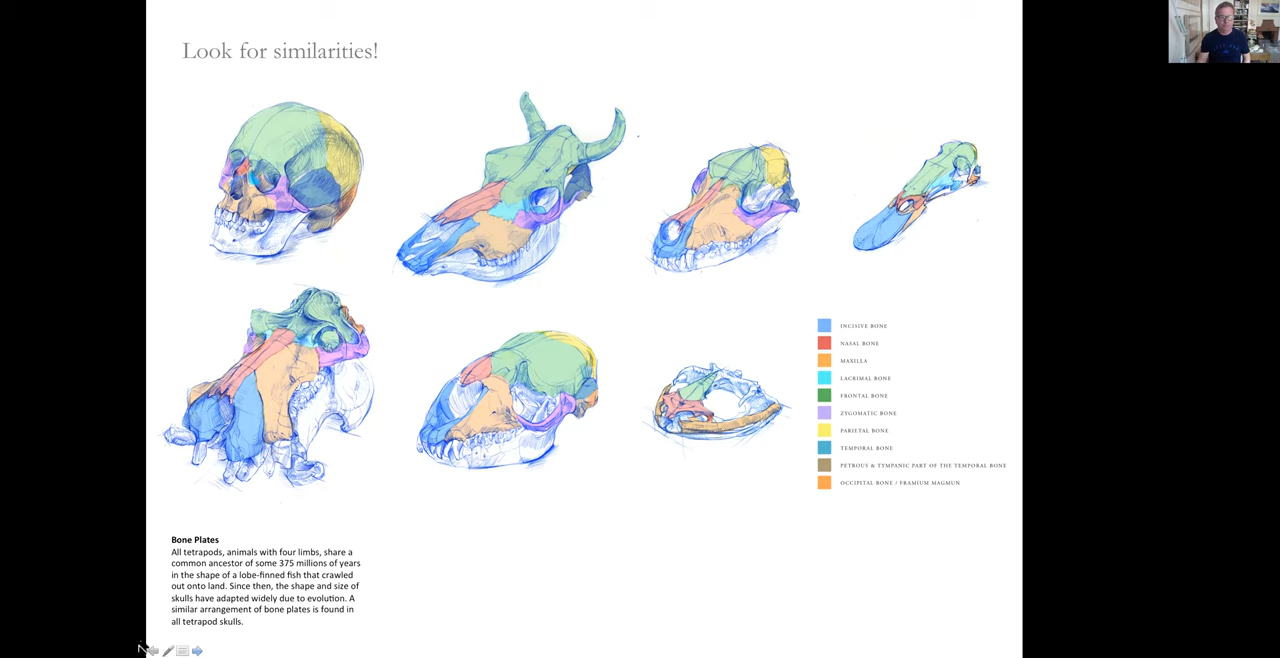 Look for similarities!
INCISIVE BONE
NASAL BONE
MAXILLA
LACRIMAL BONE
FRONTAL BONE
ZYGOMATIC BONE
PARIETAL BONE
TEMPORAL BONE
PETROUS & TYMPANIC PART OF THE TEMPORAL BONE
OCCIPITAL BONE / FRAMIUM MAGMUN
Bone Plates
All tetrapods, animals with four limbs, share a
common ancestor of some 375 millions of years
in the shape of a lobe-finned fish that crawled
out onto land. Since then, the shape and size of
skulls have adapted widely due to evolution. A
similar arrangement of bone plates is found in
all tetrapod skulls.